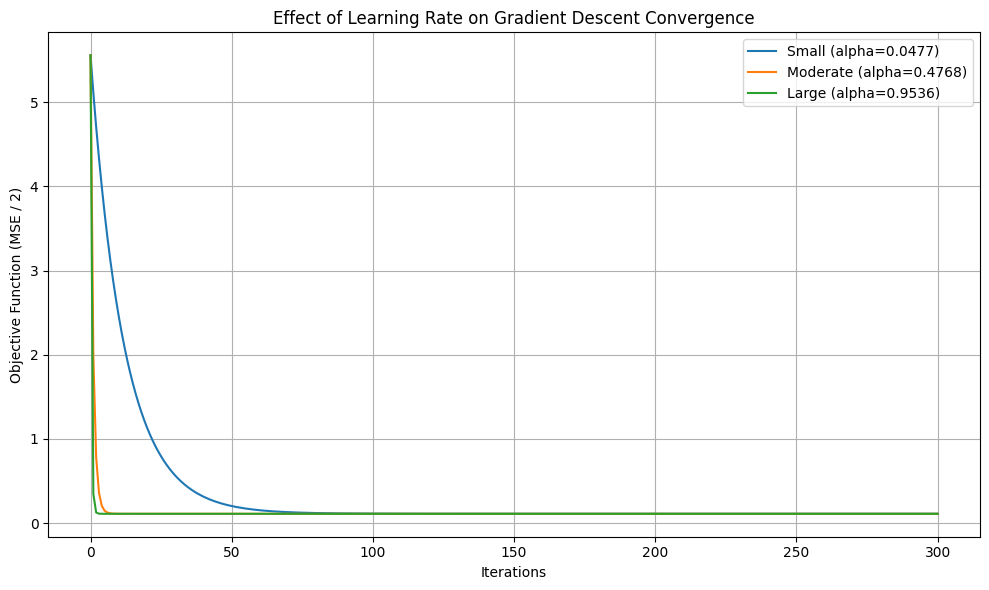 Effect of Learning Rate on Gradient Descent Convergence
Small (alpha=0.0477)
Moderate (alpha=0.4768)
Large (alpha=0.9536)
Objective Function (MSE / 2)
5
4
3
2
1
0
0 50 100 150 200 250 300
Iterations